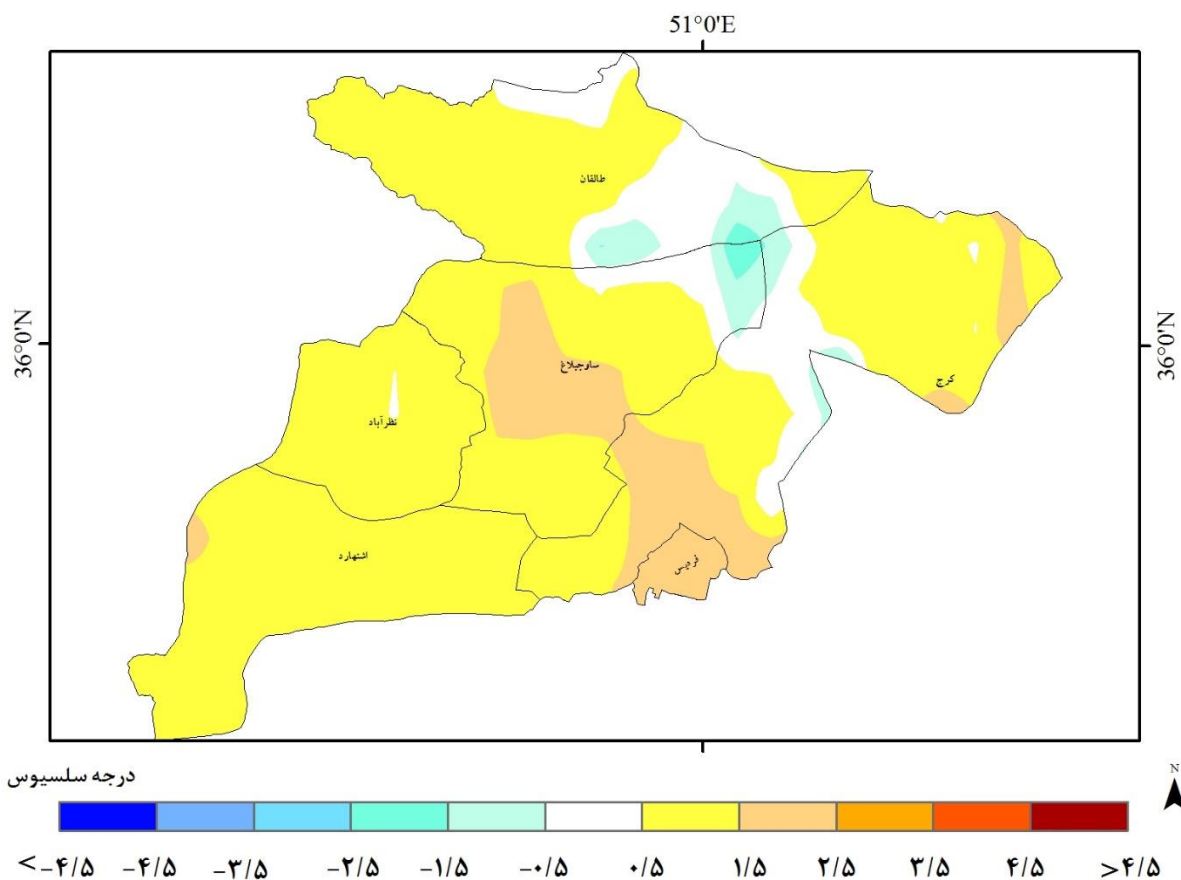 51°0'E
36°0'N
36°0'N
طالقان
ساوجبلاغ
کرج
نظرآباد
اشتهارد
فردیس
درجه سلسیوس
N
<-۴/۵ -۴/۵ -۳/۵ -۲/۵ -۱/۵ -۰/۵ ۰/۵ ۱/۵ ۲/۵ ۳/۵ ۴/۵ >۴/۵